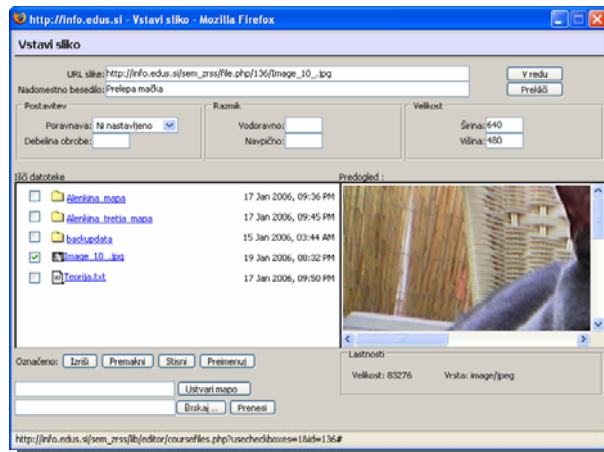 http://info.edus.si - Vstavi sliko - Mozilla Firefox
Vstavi sliko
URL slike: http://info.edus.si/sem_zrss/file.php/136/Image_10_.jpg V redu
Nadomestno besedilo: Prelepa mačka Prekliči
Postavitev Razmik Velikost
Poravnava: Ni nastavljeno Vodoravno: Širina: 640
Debelina obrobe: Navpično: Višina: 480
Išči datoteke Predogled :
Alenkina_mapa 17 Jan 2006, 09:36 PM
Alenkina_tretja_mapa 17 Jan 2006, 09:45 PM
backupdata 15 Jan 2006, 03:44 AM
Image_10_.jpg 19 Jan 2006, 08:32 PM
Teorija.txt 17 Jan 2006, 09:50 PM
Označeno: Izriši Premakni Stisni Preimenuj Lastnosti
Velikost: 83276 Vrsta: image/jpeg
Ustvari mapo
Brskaj ... Prenesi
http://info.edus.si/sem_zrss/lib/editor/coursefiles.php?usecheckboxes=1&id=136#